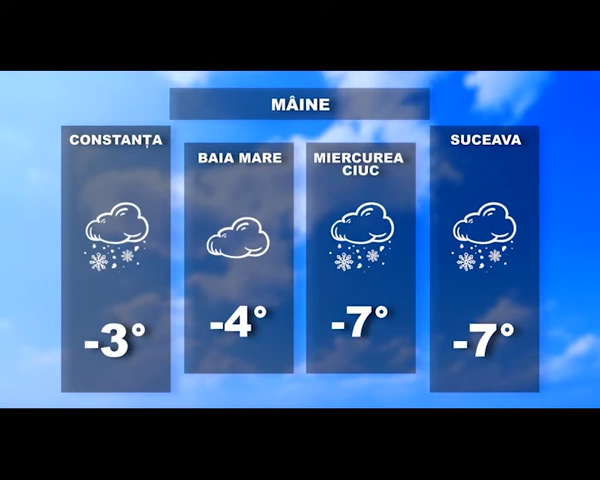 MÂINE
CONSTANȚA
-3°
BAIA MARE
-4°
MIERCUREA
CIUC
-7°
SUCEAVA
-7°